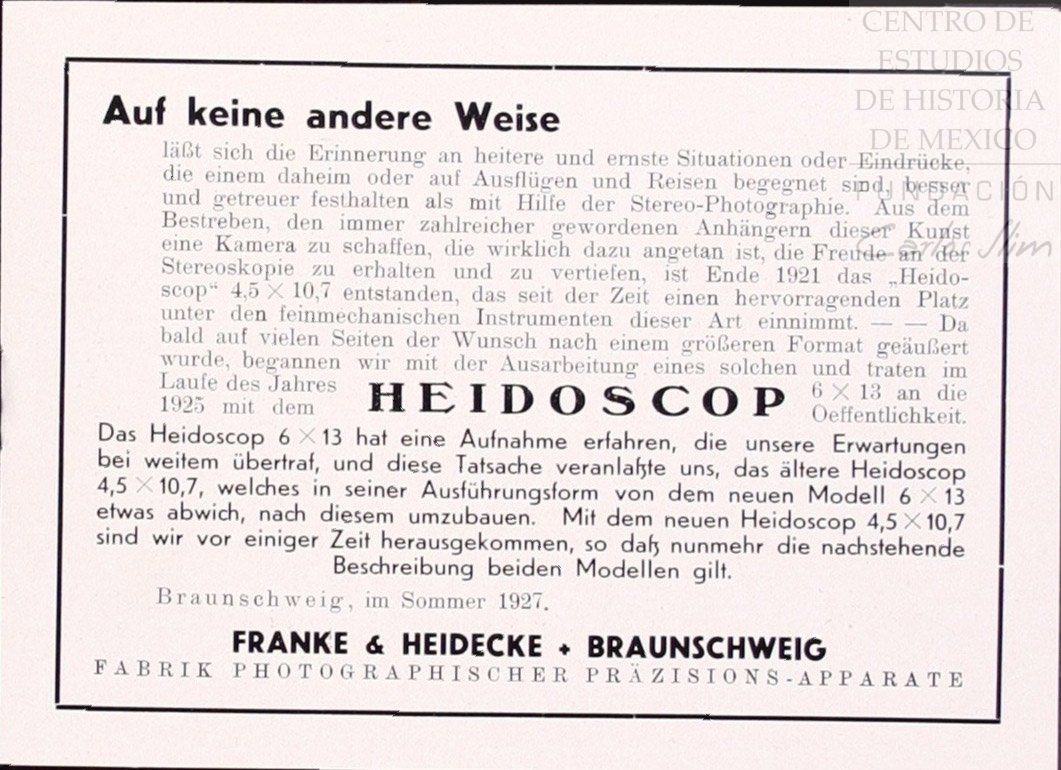 CENTRO DE
ESTUDIOS
DE HISTORIA
DE MEXICO
FUNDACIÓN
Carlos Slim
Auf keine andere Weise
läßt sich die Erinnerung an heitere und ernste Situationen oder Eindrücke,
die einem daheim oder auf Ausflügen und Reisen begegnet sind, besser
und getreuer festhalten als mit Hilfe der Stereo-Photographie. Aus dem
Bestreben, den immer zahlreicher gewordenen Anhängern dieser Kunst
eine Kamera zu schaffen, die wirklich dazu angetan ist, die Freude an der
Stereoskopie zu erhalten und zu vertiefen, ist Ende 1921 das „Heido-
scop“ 4,5 × 10,7 entstanden, das seit der Zeit einen hervorragenden Platz
unter den feinmechanischen Instrumenten dieser Art einnimmt. — — Da
bald auf vielen Seiten der Wunsch nach einem größeren Format geäußert
wurde, begannen wir mit der Ausarbeitung eines solchen und traten im
Laufe des Jahres
1925 mit dem
HEIDOSCOP
6 × 13 an die
Oeffentlichkeit.
Das Heidoscop 6 × 13 hat eine Aufnahme erfahren, die unsere Erwartungen
bei weitem übertraf, und diese Tatsache veranlaßte uns, das ältere Heidoscop
4,5 × 10,7, welches in seiner Ausführungsform von dem neuen Modell 6 × 13
etwas abwich, nach diesem umzubauen. Mit dem neuen Heidoscop 4,5 × 10,7
sind wir vor einiger Zeit herausgekommen, so daß nunmehr die nachstehende
Beschreibung beiden Modellen gilt.
Braunschweig, im Sommer 1927.
FRANKE & HEIDECKE + BRAUNSCHWEIG
FABRIK PHOTOGRAPHISCHER PRÄZISIONS-APPARATE